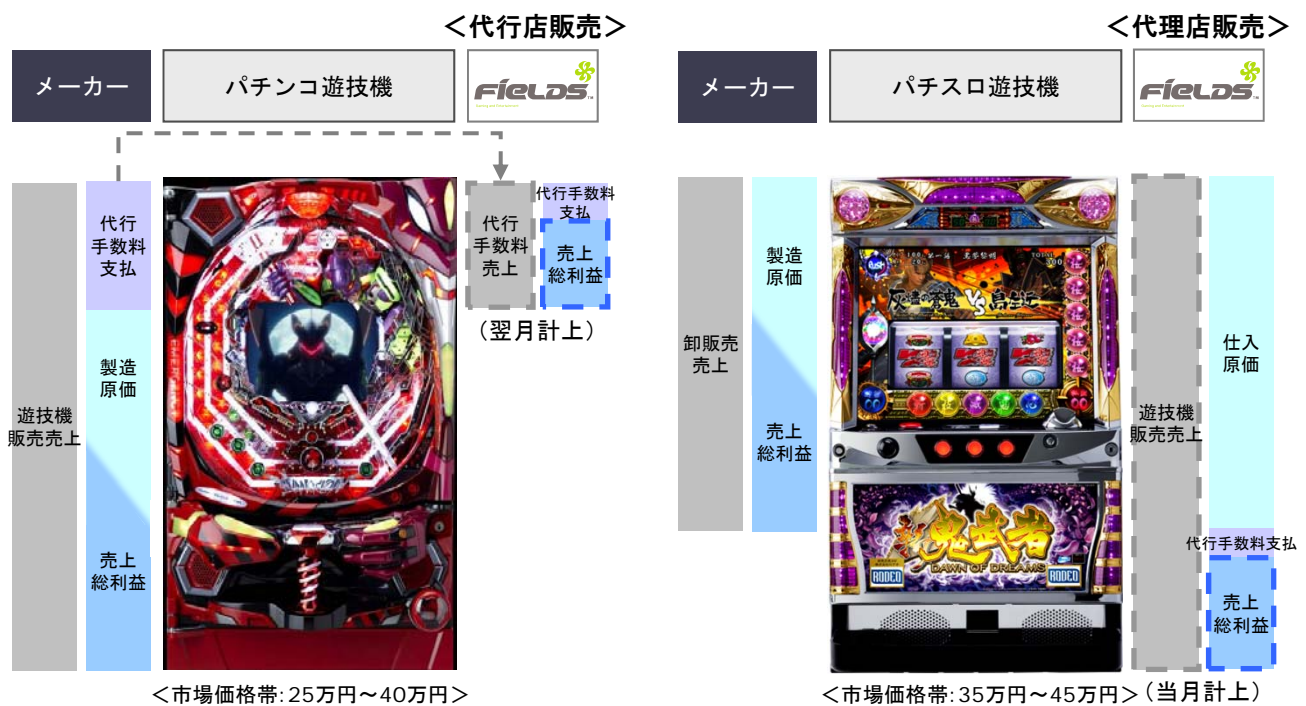 ＜代行店販売＞
メーカー
パチンコ遊技機
FIELDS
代行
手数料
支払
製造
原価
売上
総利益
遊技機
販売売上
代行
手数料
売上
代行手数料
支払
売上
総利益
（翌月計上）
＜市場価格帯：25万円～40万円＞
＜代理店販売＞
メーカー
パチスロ遊技機
FIELDS
卸販売
売上
製造
原価
売上
総利益
VS
新鬼武者
DAWN OF DREAMS
RODEO
RODEO
遊技機
販売売上
仕入
原価
代行手数料支払
売上
総利益
＜市場価格帯：35万円～45万円＞
（当月計上）